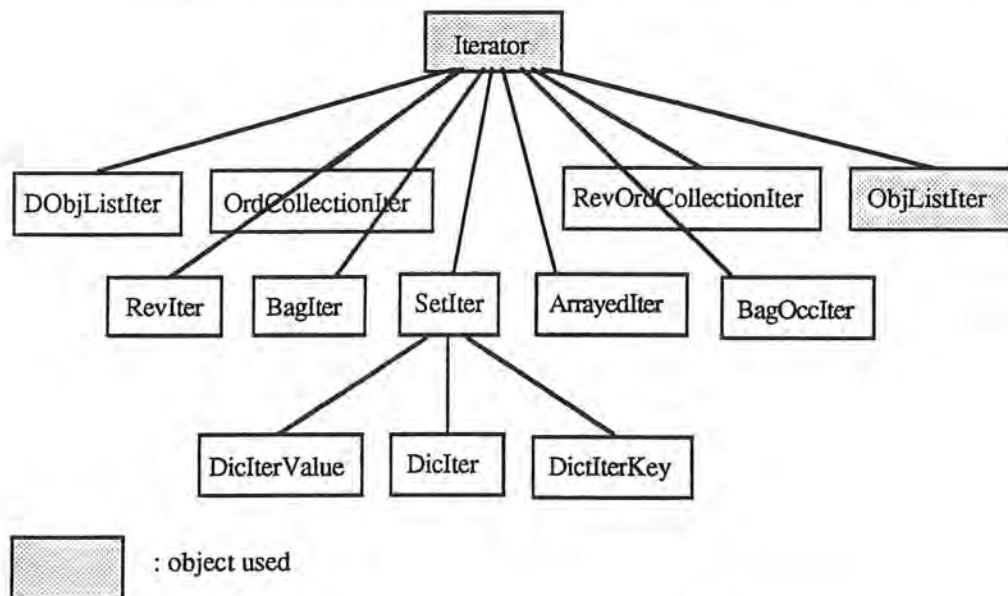 Iterator
DObjListIter
OrdCollectionIter
RevOrdCollectionIter
ObjListIter
RevIter
BagIter
SetIter
ArrayedIter
BagOccIter
DicIterValue
DicIter
DictIterKey
: object used